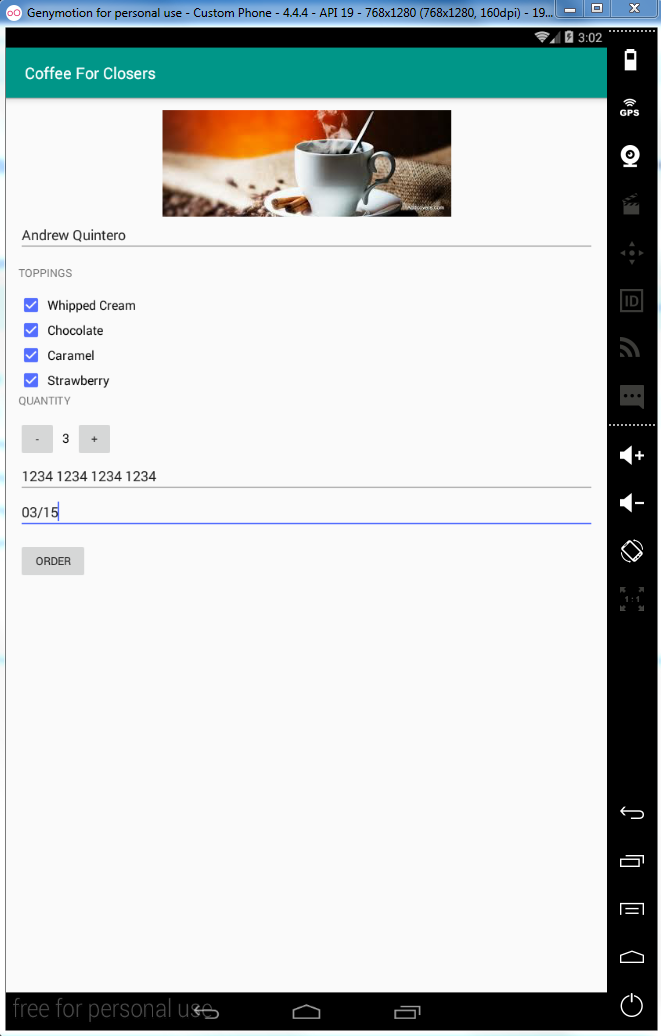 Genymotion for personal use - Custom Phone - 4.4.4 - API 19 - 768x1280 (768x1280, 160dpi) - 19...
3:02
Coffee For Closers
GPS
Andrew Quintero
TOPPINGS
Whipped Cream
Chocolate
ID
Caramel
Strawberry
QUANTITY
- 3 +
1234 1234 1234 1234
03/15
ORDER
1:1
free for personal use